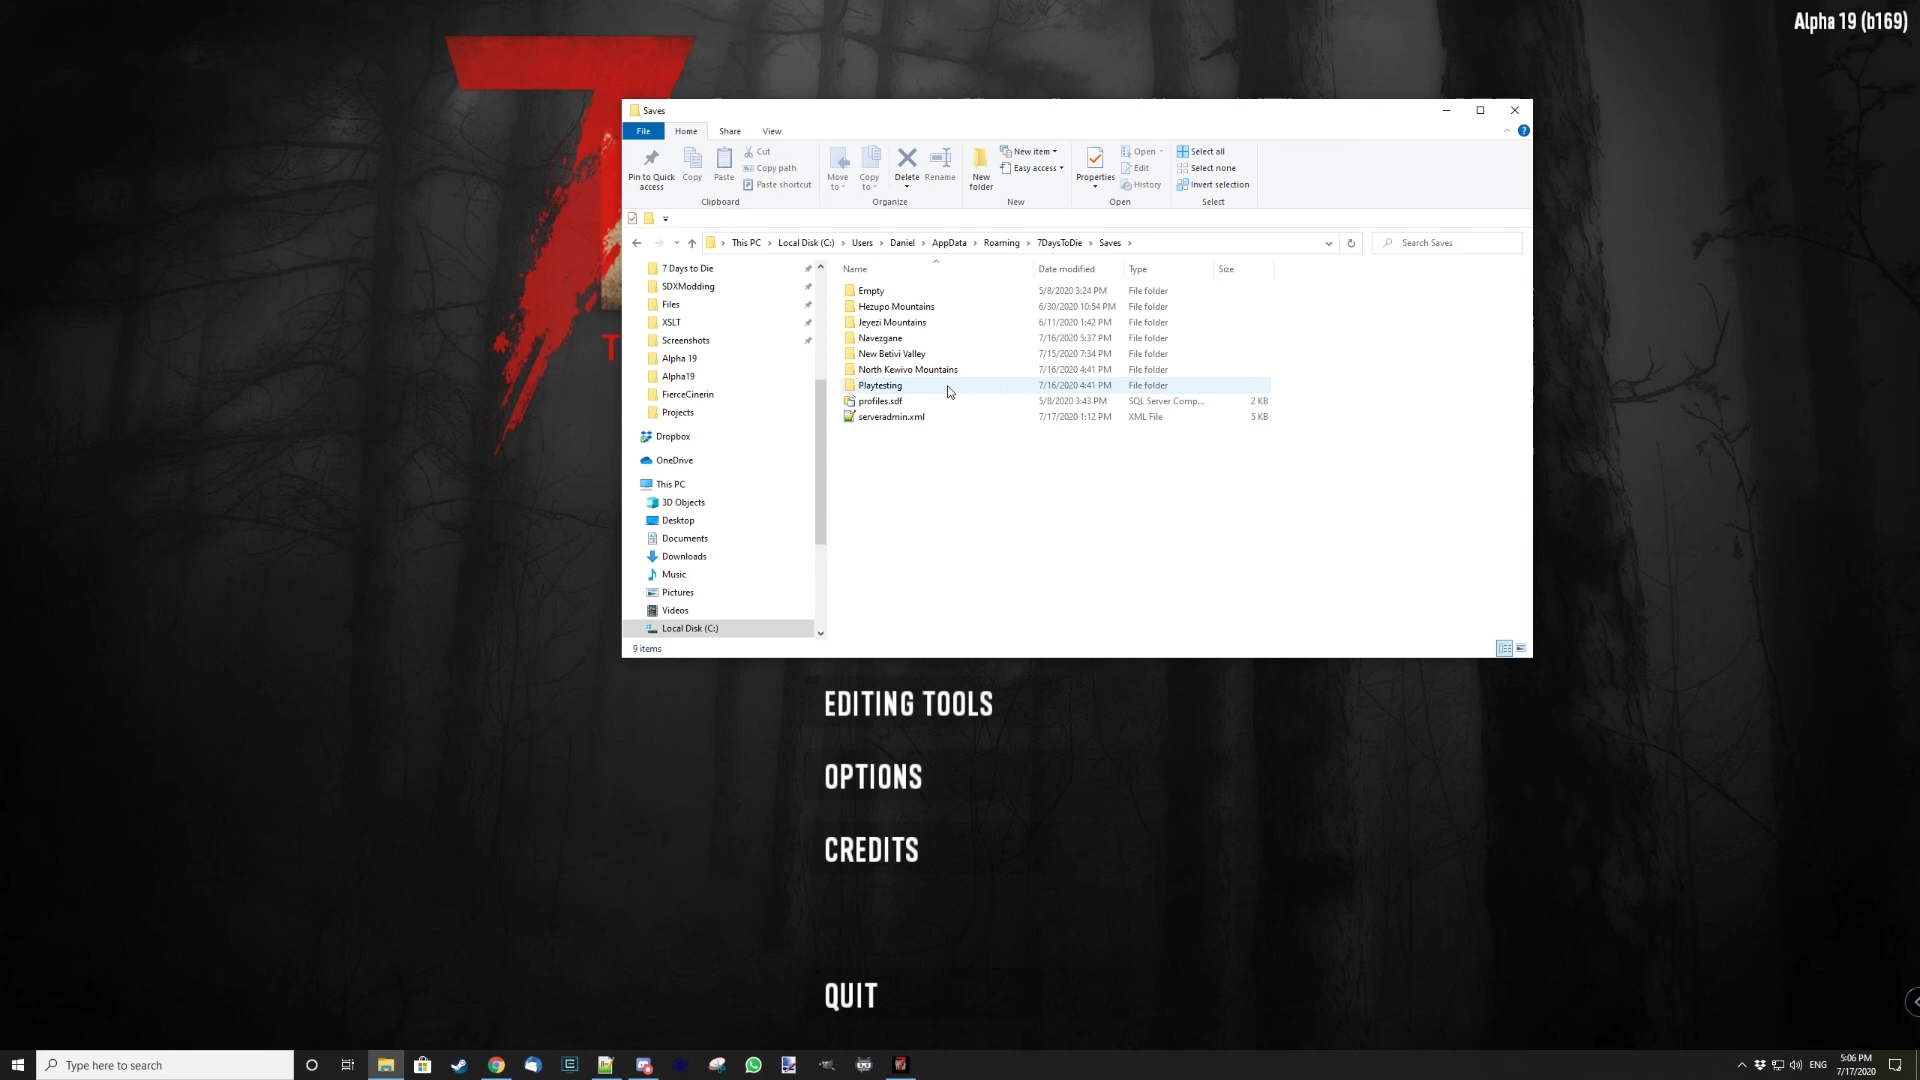 Alpha 19 (b169)
7
T
Saves
File Home Share View
Pin to Quick access
Copy
Paste
Cut
Copy path
Paste shortcut
Move to
Copy to
Delete
Rename
New folder
New item
Easy access
Properties
Open
Edit
History
Select all
Select none
Invert selection
Clipboard Organize New Open Select
This PC › Local Disk (C:) › Users › Daniel › AppData › Roaming › 7DaysToDie › Saves ›
Search Saves
7 Days to Die
SDXModding
Files
XSLT
Screenshots
Alpha 19
Alpha19
FierceCinerin
Projects
Dropbox
OneDrive
This PC
3D Objects
Desktop
Documents
Downloads
Music
Pictures
Videos
Local Disk (C:)
Name Date modified Type Size
Empty 5/8/2020 3:24 PM File folder
Hezupo Mountains 6/30/2020 10:54 PM File folder
Jeyezi Mountains 6/11/2020 1:42 PM File folder
Navezgane 7/16/2020 5:37 PM File folder
New Betivi Valley 7/15/2020 7:34 PM File folder
North Kewivo Mountains 7/16/2020 4:41 PM File folder
Playtesting 7/16/2020 4:41 PM File folder
profiles.sdf 5/8/2020 3:43 PM SQL Server Comp... 2 KB
serveradmin.xml 7/17/2020 1:12 PM XML File 5 KB
9 items
EDITING TOOLS
OPTIONS
CREDITS
QUIT
Type here to search
ENG
5:06 PM
7/17/2020